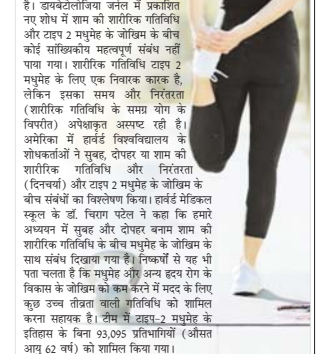 है। डायबेटोलॉजिया जर्नल में प्रकाशित
नए शोध में शाम की शारीरिक गतिविधि
और टाइप 2 मधुमेह के जोखिम के बीच
कोई सांख्यिकीय महत्वपूर्ण संबंध नहीं
पाया गया। शारीरिक गतिविधि टाइप 2
मधुमेह के लिए एक निवारक कारक है,
लेकिन इसका समय और निरंतरता
(शारीरिक गतिविधि के समग्र योग के
विपरीत) अपेक्षाकृत अस्पष्ट रही है।
अमेरिका में हार्वर्ड विश्वविद्यालय के
शोधकर्ताओं ने सुबह, दोपहर या शाम की
शारीरिक गतिविधि और निरंतरता
(दिनचर्या) और टाइप 2 मधुमेह के जोखिम के
बीच संबंधों का विश्लेषण किया। हार्वर्ड मेडिकल
स्कूल के डॉ. चिराग पटेल ने कहा कि हमारे
अध्ययन में सुबह और दोपहर बनाम शाम की
शारीरिक गतिविधि के बीच मधुमेह के जोखिम के
साथ संबंध दिखाया गया है। निष्कर्षों से यह भी
पता चलता है कि मधुमेह और अन्य हृदय रोग के
विकास के जोखिम को कम करने में मदद के लिए
कुछ उच्च तीव्रता वाली गतिविधि को शामिल
करना सहायक है। टीम में टाइप-2 मधुमेह के
इतिहास के बिना 93,095 प्रतिभागियों (औसत
आयु 62 वर्ष) को शामिल किया गया।